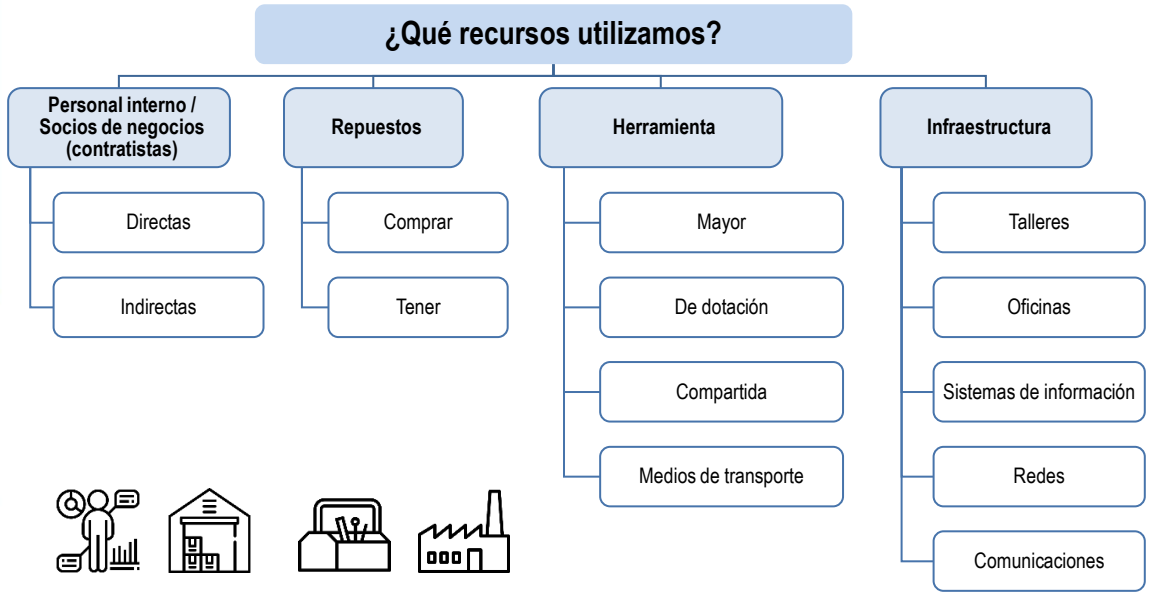 ¿Qué recursos utilizamos?
Personal interno /
Socios de negocios
(contratistas)
Directas
Indirectas
Repuestos
Comprar
Tener
Herramienta
Mayor
De dotación
Compartida
Medios de transporte
Infraestructura
Talleres
Oficinas
Sistemas de información
Redes
Comunicaciones